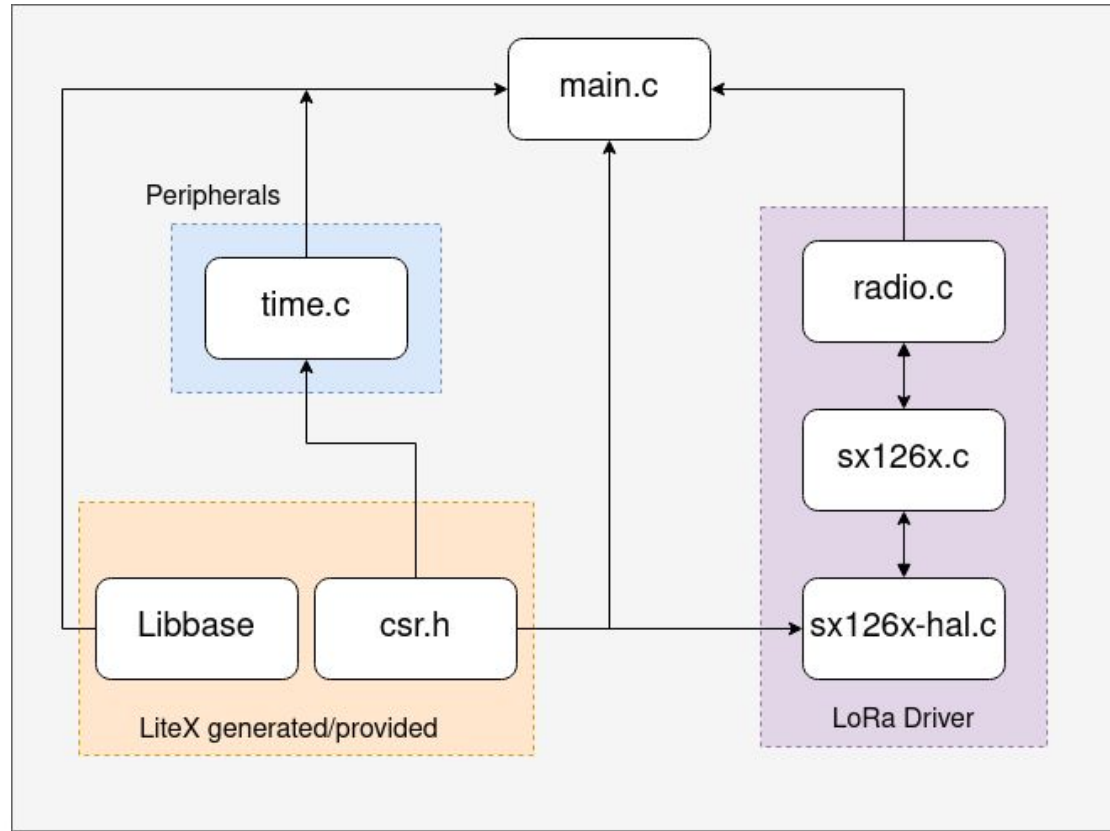 main.c
Peripherals
time.c
radio.c
sx126x.c
Libbase
csr.h
sx126x-hal.c
LiteX generated/provided
LoRa Driver